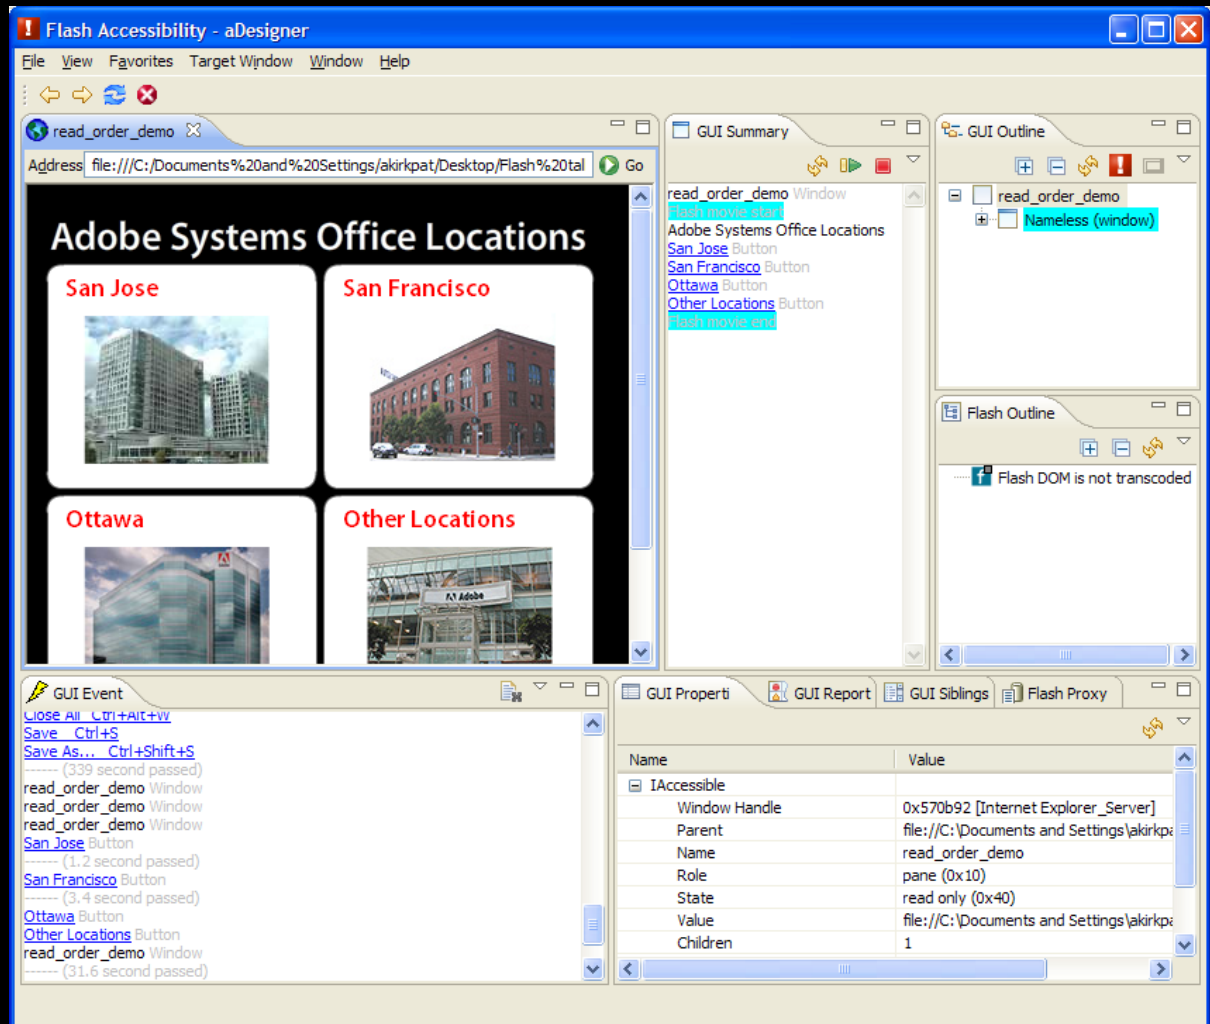 Flash Accessibility - aDesigner
File View Favorites Target Window Window Help
read_order_demo
Address file:///C:/Documents%20and%20Settings/akirkpat/Desktop/Flash%20tal Go
Adobe Systems Office Locations
San Jose San Francisco
Ottawa Other Locations
Adobe
GUI Summary
read_order_demo Window
Flash movie start
Adobe Systems Office Locations
San Jose Button
San Francisco Button
Ottawa Button
Other Locations Button
Flash movie end
GUI Outline
read_order_demo
Nameless (window)
Flash Outline
Flash DOM is not transcoded
GUI Event
Close All Ctrl+Alt+W
Save Ctrl+S
Save As... Ctrl+Shift+S
------ (339 second passed)
read_order_demo Window
read_order_demo Window
read_order_demo Window
San Jose Button
------ (1.2 second passed)
San Francisco Button
------ (3.4 second passed)
Ottawa Button
Other Locations Button
read_order_demo Window
------ (31.6 second passed)
GUI Properti GUI Report GUI Siblings Flash Proxy
Name Value
IAccessible
Window Handle 0x570b92 [Internet Explorer_Server]
Parent file://C:\Documents and Settings\akirkpa
Name read_order_demo
Role pane (0x10)
State read only (0x40)
Value file://C:\Documents and Settings\akirkpa
Children 1